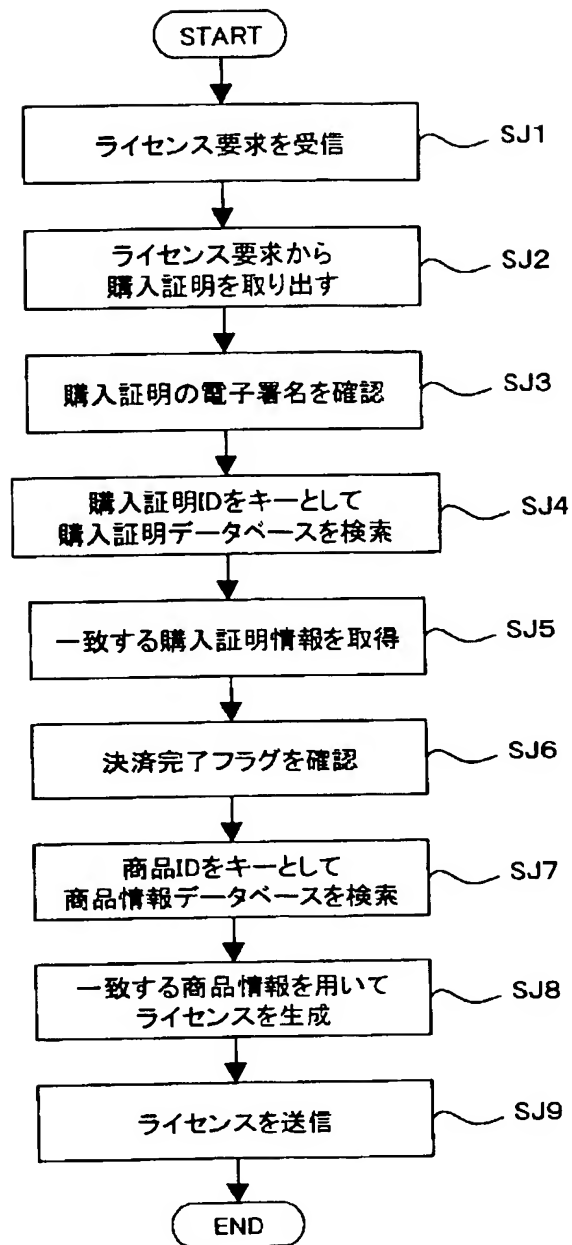 START
ライセンス要求を受信
SJ1
ライセンス要求から
購入証明を取り出す
SJ2
購入証明の電子署名を確認
SJ3
購入証明IDをキーとして
購入証明データベースを検索
SJ4
一致する購入証明情報を取得
SJ5
決済完了フラグを確認
SJ6
商品IDをキーとして
商品情報データベースを検索
SJ7
一致する商品情報を用いて
ライセンスを生成
SJ8
ライセンスを送信
SJ9
END